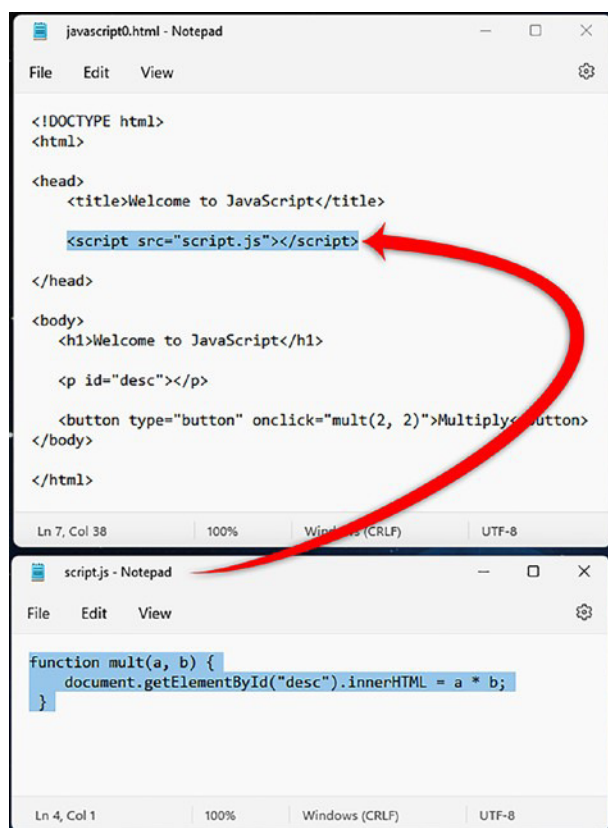 javascript0.html - Notepad
File Edit View
<!DOCTYPE html>
<html>
<head>
<title>Welcome to JavaScript</title>
<script src="script.js"></script>
</head>
<body>
<h1>Welcome to JavaScript</h1>
<p id="desc"></p>
<button type="button" onclick="mult(2, 2)">Multiply< button>
</body>
</html>
Ln 7, Col 38 100% Windows (CRLF) UTF-8
script.js - Notepad
File Edit View
function mult(a, b) {
document.getElementById("desc").innerHTML = a * b;
}
Ln 4, Col 1 100% Windows (CRLF) UTF-8